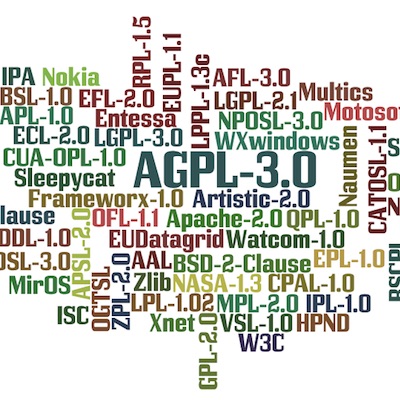 RPL-1.5
EUPL-1.1
LPPL-1.3c
IPA
Nokia
AFL-3.0
BSL-1.0
EFL-2.0
LGPL-2.1
Multics
APL-1.0
Entessa
NPOSL-3.0
Motosot
ECL-2.0
LGPL-3.0
WXwindows
CUA-OPL-1.0
AGPL-3.0
Naumen
CATOSL-1.1
Sleepycat
Frameworx-1.0
Artistic-2.0
lause
OFL-1.1
Apache-2.0
QPL-1.0
DDL-1.0
APSL-2.0
EUDatagrid
Watcom-1.0
OSL-3.0
AAL
BSD-2-Clause
EPL-1.0
MirOS
OGTSL
ZPL-2.0
Zlib
NASA-1.3
CPAL-1.0
RSCPL
LPL-1.02
MPL-2.0
IPL-1.0
ISC
Xnet
GPL-2.0
VSL-1.0
HPND
W3C